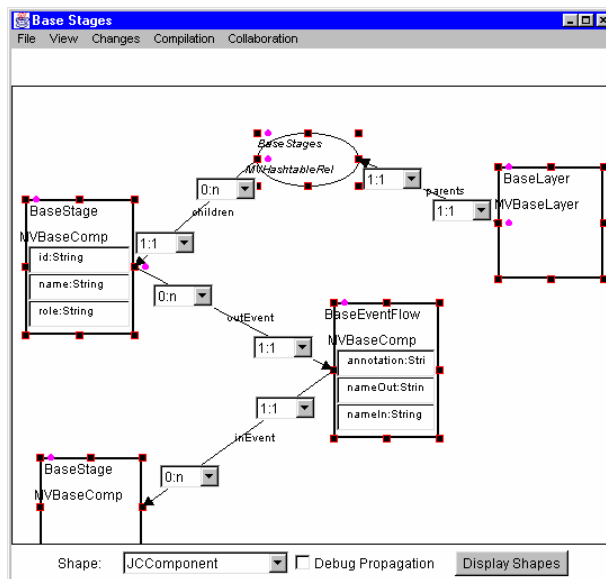 Base Stages
File View Changes Compilation Collaboration
BaseStages
MVHashtableRel
1:1
parents
1:1
BaseLayer
MVBaseLayer
0:n
children
1:1
BaseStage
MVBaseComp
id:String
name:String
role:String
0:n
outEvent
1:1
BaseEventFlow
MVBaseComp
annotation:Stri
nameOut:Strin
nameIn:String
1:1
inEvent
0:n
BaseStage
MVBaseComp
Shape: JCComponent Debug Propagation Display Shapes